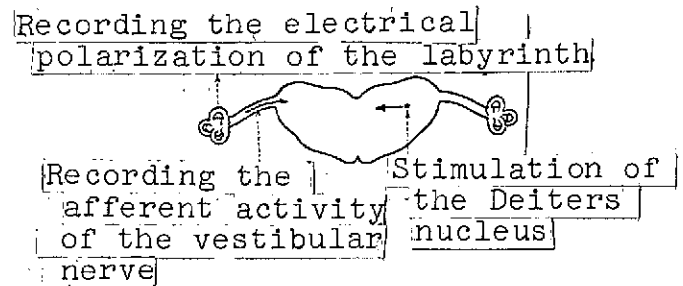 Recording the electrical
polarization of the labyrinth
Recording the
afferent activity
of the vestibular
nerve
Stimulation of
the Deiters
nucleus